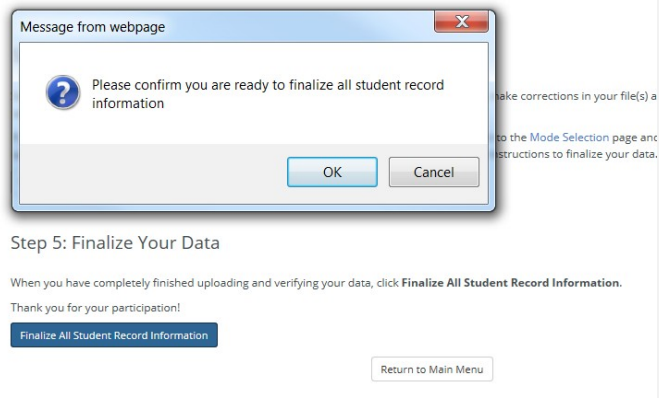 Message from webpage
Please confirm you are ready to finalize all student record
information
make corrections in your file(s) a
to the Mode Selection page and
structions to finalize your data.
OK
Cancel
Step 5: Finalize Your Data
When you have completely finished uploading and verifying your data, click Finalize All Student Record Information.
Thank you for your participation!
Finalize All Student Record Information
Return to Main Menu